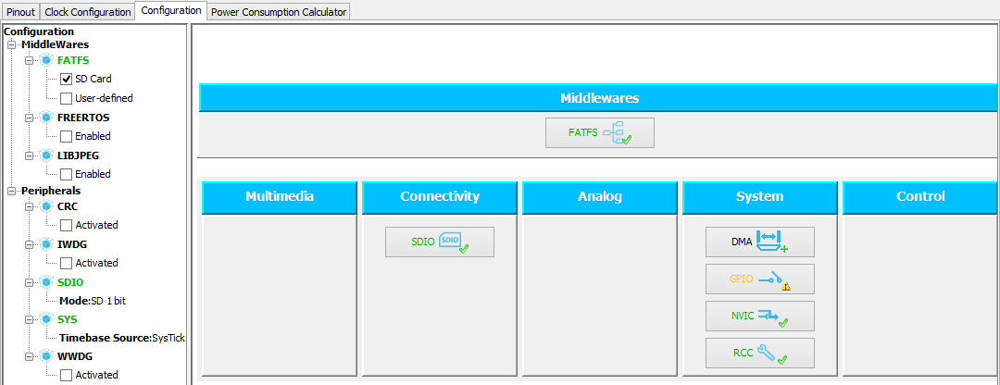 Pinout Clock Configuration Configuration Power Consumption Calculator
Configuration
MiddleWares
FATFS
SD Card
User-defined
FREERTOS
Enabled
LIBJPEG
Enabled
Peripherals
CRC
Activated
IWDG
Activated
SDIO
Mode:SD 1 bit
SYS
Timebase Source:SysTick
WWDG
Activated
Middlewares
FATFS
Multimedia Connectivity Analog System Control
SDIO SDIO
DMA
GPIO
NVIC
RCC